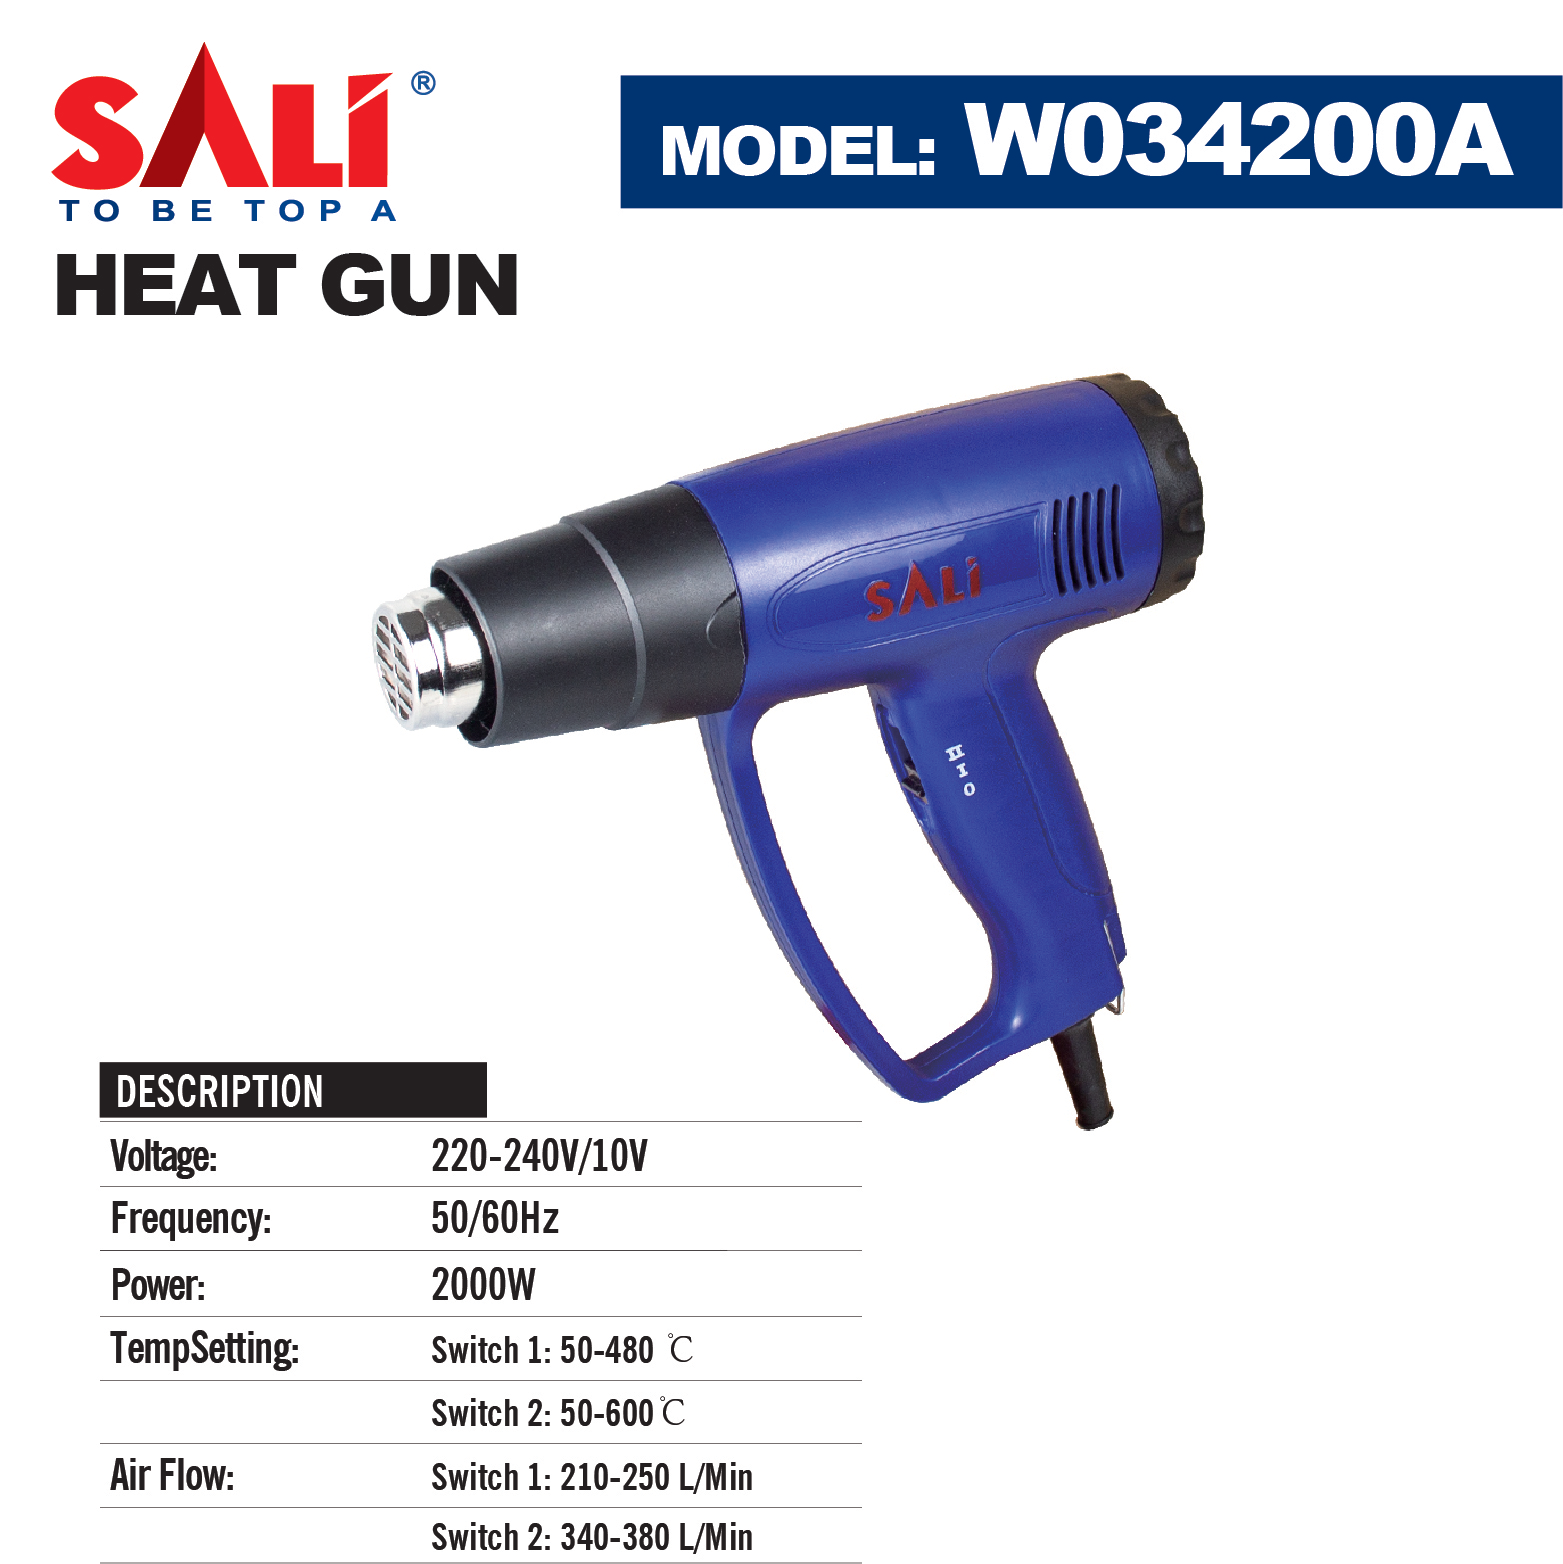 SALI®
TO BE TOP A
MODEL: W034200A
HEAT GUN
SALI
II
I
O
DESCRIPTION
Voltage: 220-240V/10V
Frequency: 50/60Hz
Power: 2000W
TempSetting: Switch 1: 50-480 ℃
Switch 2: 50-600℃
Air Flow: Switch 1: 210-250 L/Min
Switch 2: 340-380 L/Min